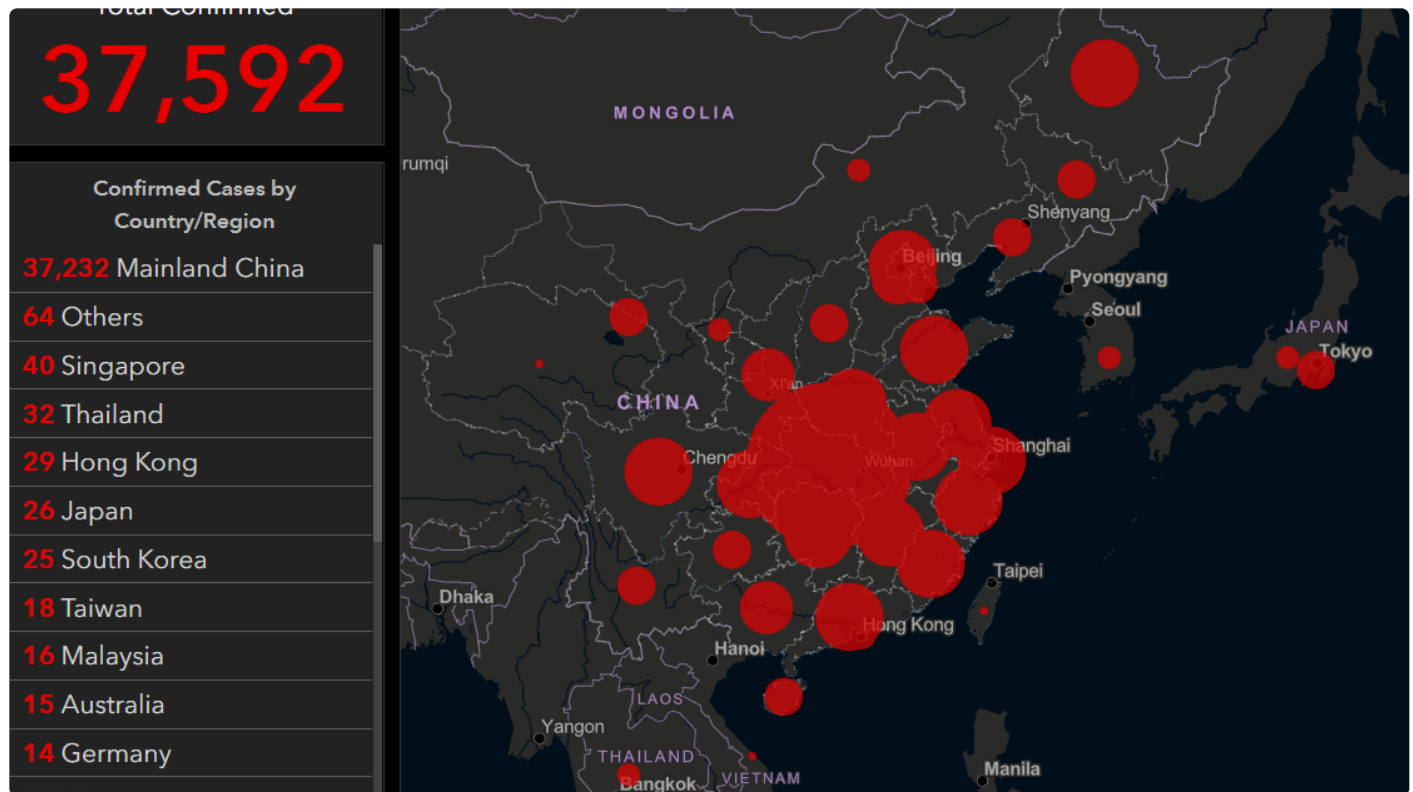 Total Confirmed
37,592
Confirmed Cases by
Country/Region
37,232 Mainland China
64 Others
40 Singapore
32 Thailand
29 Hong Kong
26 Japan
25 South Korea
18 Taiwan
16 Malaysia
15 Australia
14 Germany
MONGOLIA
rumqi
Shenyang
Beijing
Pyongyang
Seoul
JAPAN
Tokyo
Xi'an
CHINA
Shanghai
Chengdu
Wuhan
Taipei
Dhaka
Hong Kong
Hanoi
LAOS
Yangon
THAILAND
Manila
VIETNAM
Bangkok